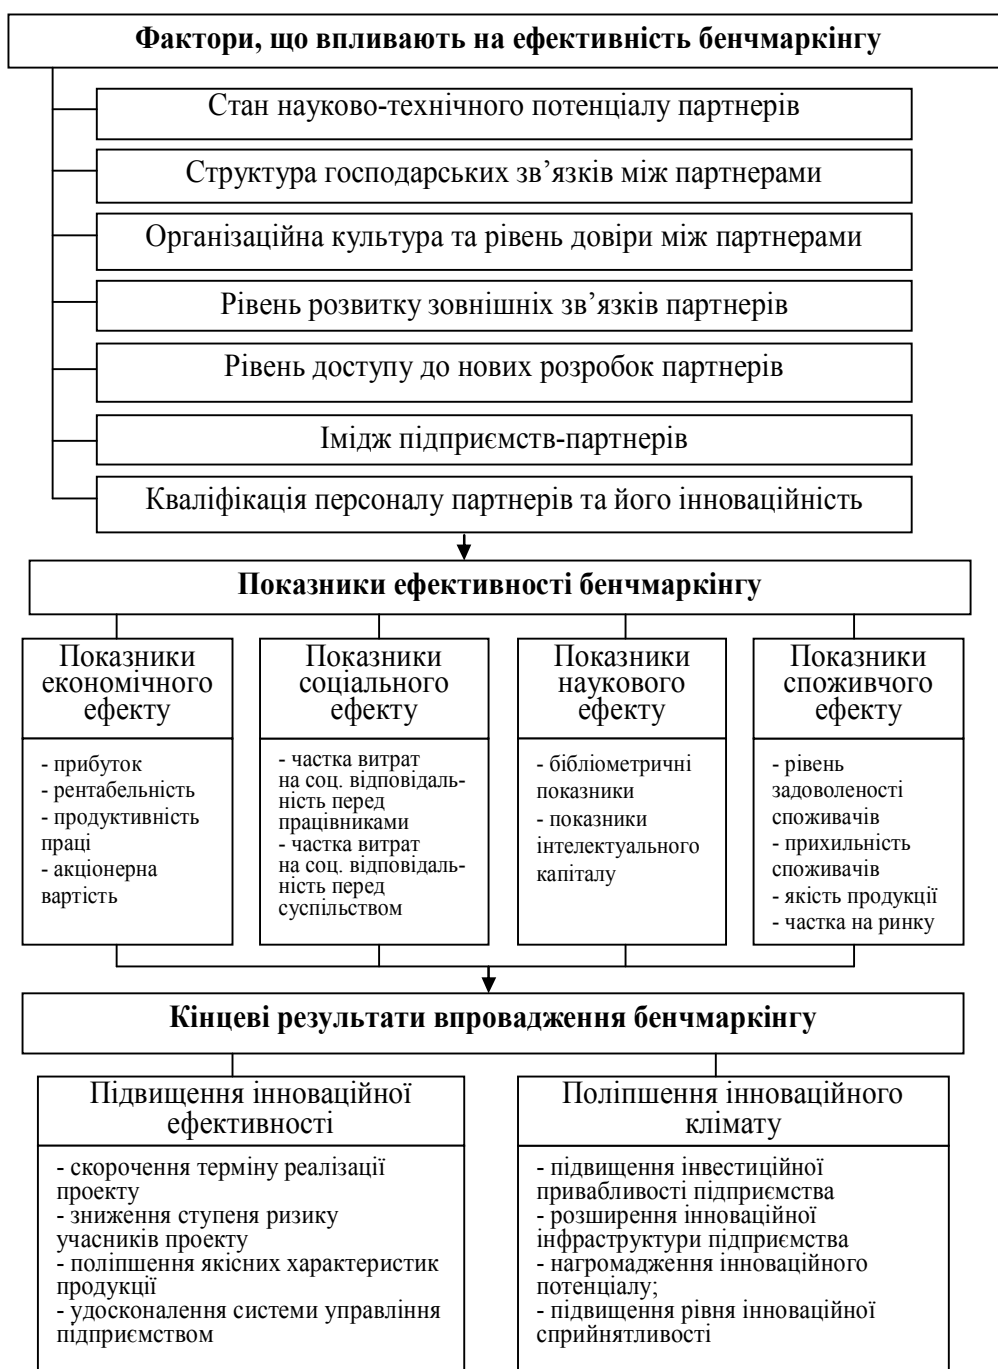 Фактори, що впливають на ефективність бенчмаркінгу
Стан науково-технічного потенціалу партнерів
Структура господарських зв’язків між партнерами
Організаційна культура та рівень довіри між партнерами
Рівень розвитку зовнішніх зв’язків партнерів
Рівень доступу до нових розробок партнерів
Імідж підприємств-партнерів
Кваліфікація персоналу партнерів та його інноваційність
Показники ефективності бенчмаркінгу
Показники
економічного
ефекту
- прибуток
- рентабельність
- продуктивність
праці
- акціонерна
вартість
Показники
соціального
ефекту
- частка витрат
на соц. відповідаль-
ність перед
працівниками
- частка витрат
на соц. відповідаль-
ність перед
суспільством
Показники
наукового
ефекту
- бібліометричні
показники
- показники
інтелектуального
капіталу
Показники
споживчого
ефекту
- рівень
задоволеності
споживачів
- прихильність
споживачів
- якість продукції
- частка на ринку
Кінцеві результати впровадження бенчмаркінгу
Підвищення інноваційної
ефективності
- скорочення терміну реалізації
проекту
- зниження ступеня ризику
учасників проекту
- поліпшення якісних характеристик
продукції
- удосконалення системи управління
підприємством
Поліпшення інноваційного
клімату
- підвищення інвестиційної
привабливості підприємства
- розширення інноваційної
інфраструктури підприємства
- нагромадження інноваційного
потенціалу;
- підвищення рівня інноваційної
сприйнятливості